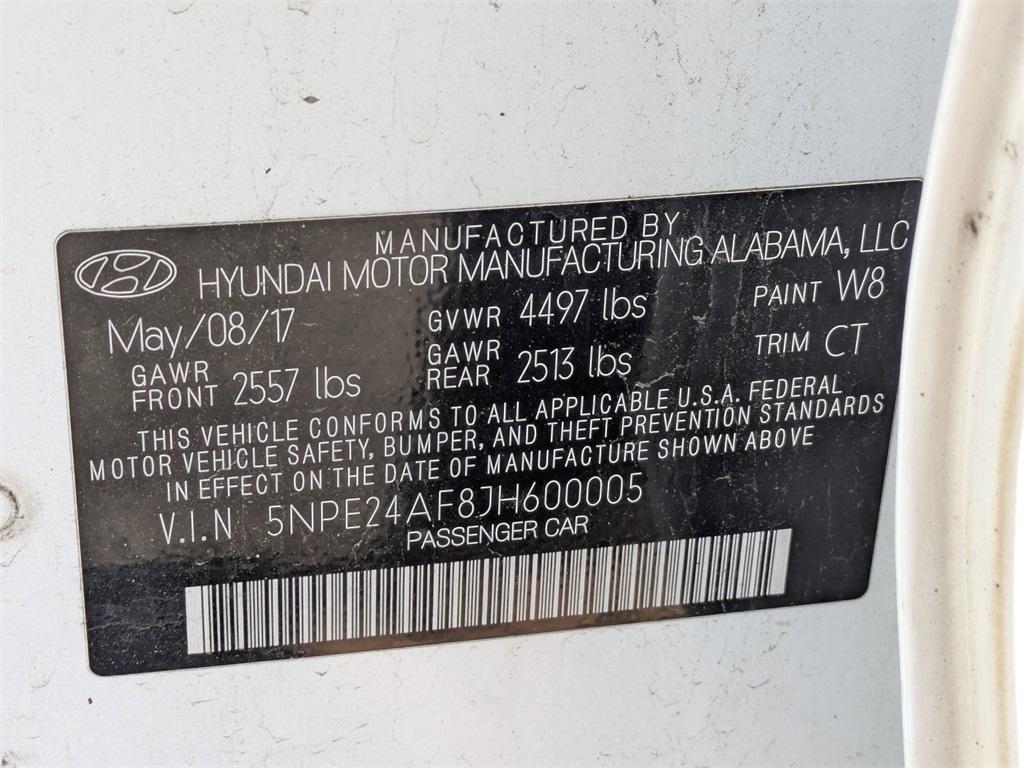 MANUFACTURED BY
HYUNDAI MOTOR MANUFACTURING ALABAMA, LLC
May/08/17 GVWR 4497 lbs PAINT W8
GAWR FRONT 2557 lbs GAWR REAR 2513 lbs TRIM CT
THIS VEHICLE CONFORMS TO ALL APPLICABLE U.S.A. FEDERAL
MOTOR VEHICLE SAFETY, BUMPER, AND THEFT PREVENTION STANDARDS
IN EFFECT ON THE DATE OF MANUFACTURE SHOWN ABOVE
V.I.N 5NPE24AF8JH600005
PASSENGER CAR